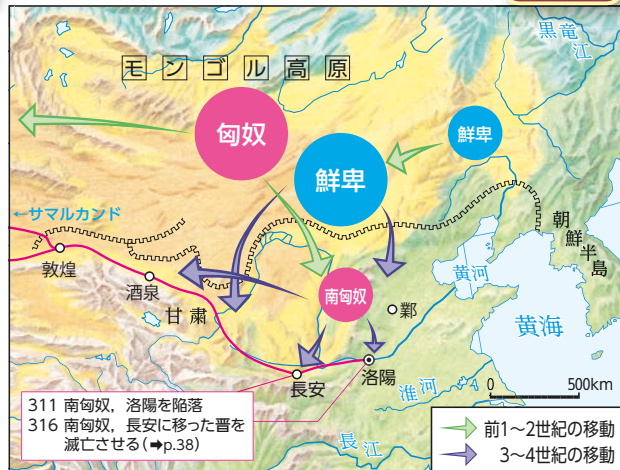 黒竜江
モンゴル高原
匈奴
鮮卑
鮮卑
←サマルカンド
敦煌
酒泉
甘粛
南匈奴
鄴
黄河
朝鮮半島
黄海
長安
洛陽
淮河
長江
0 500km
311 南匈奴，洛陽を陥落
316 南匈奴，長安に移った晋を
滅亡させる(➡p.38)
前1～2世紀の移動
3～4世紀の移動